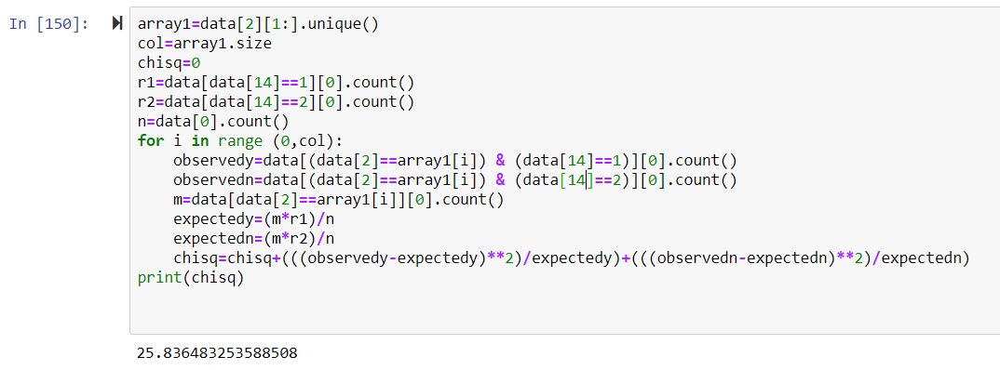 In [150]:
array1=data[2][1:].unique()
col=array1.size
chisq=0
r1=data[data[14]==1][0].count()
r2=data[data[14]==2][0].count()
n=data[0].count()
for i in range (0,col):
    observedy=data[(data[2]==array1[i]) & (data[14]==1)][0].count()
    observedn=data[(data[2]==array1[i]) & (data[14]==2)][0].count()
    m=data[data[2]==array1[i]][0].count()
    expectedy=(m*r1)/n
    expectedn=(m*r2)/n
    chisq=chisq+(((observedy-expectedy)**2)/expectedy)+(((observedn-expectedn)**2)/expectedn)
print(chisq)
25.836483253588508